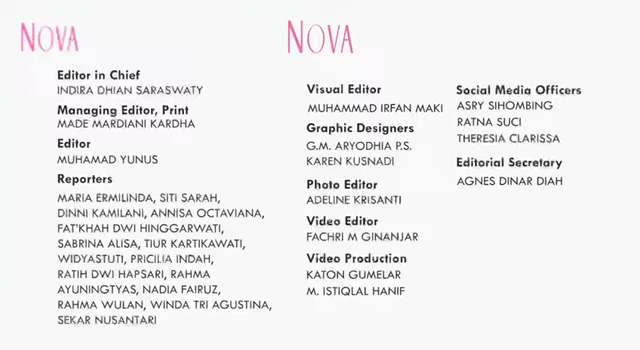 NOVA
Editor in Chief
INDIRA DHIAN SARASWATY
Managing Editor, Print
MADE MARDIANI KARDHA
Editor
MUHAMAD YUNUS
Reporters
MARIA ERMILINDA, SITI SARAH,
DINNI KAMILANI, ANNISA OCTAVIANA,
FAT'KHAH DWI HINGGARWATI,
SABRINA ALISA, TIUR KARTIKAWATI,
WIDYASTUTI, PRICILIA INDAH,
RATIH DWI HAPSARI, RAHMA
AYUNINGTYAS, NADIA FAIRUZ,
RAHMA WULAN, WINDA TRI AGUSTINA,
SEKAR NUSANTARI
NOVA
Visual Editor
MUHAMMAD IRFAN MAKI
Graphic Designers
G.M. ARYODHIA P.S.
KAREN KUSNADI
Photo Editor
ADELINE KRISANTI
Video Editor
FACHRI M GINANJAR
Video Production
KATON GUMELAR
M. ISTIQLAL HANIF
Social Media Officers
ASRY SIHOMBING
RATNA SUCI
THERESIA CLARISSA
Editorial Secretary
AGNES DINAR DIAH